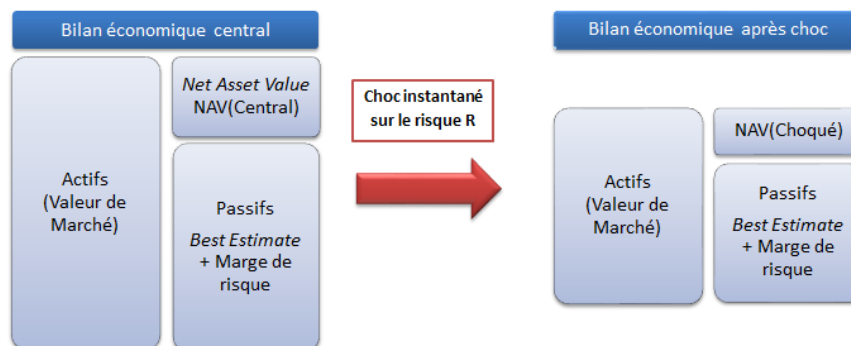 Bilan économique central
Net Asset Value
NAV(Central)
Actifs
(Valeur de
Marché)
Passifs
Best Estimate
+ Marge de
risque
Choc instantané
sur le risque R
Bilan économique après choc
Actifs
(Valeur de
Marché)
NAV(Choqué)
Passifs
Best Estimate
+ Marge de
risque